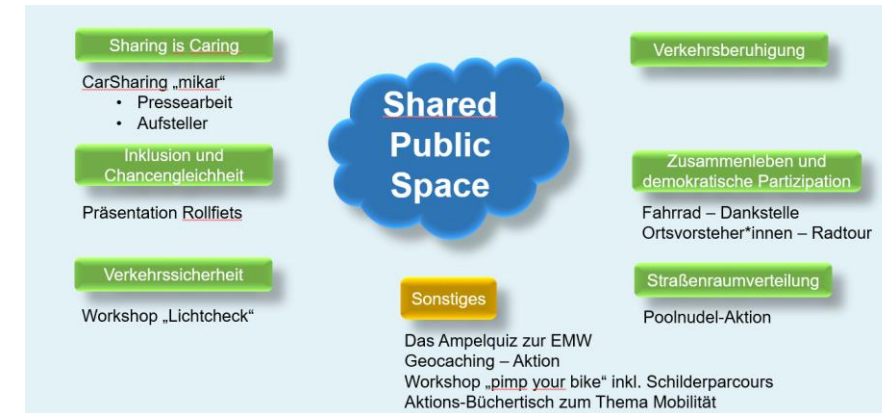 Sharing is Caring
CarSharing „mikar“
• Pressearbeit
• Aufsteller
Inklusion und
Chancengleichheit
Präsentation Rollfiets
Verkehrssicherheit
Workshop „Lichtcheck“
Shared
Public
Space
Sonstiges
Das Ampelquiz zur EMW
Geocaching – Aktion
Workshop „pimp your bike“ inkl. Schilderparcours
Aktions-Büchertisch zum Thema Mobilität
Verkehrsberuhigung
Zusammenleben und
demokratische Partizipation
Fahrrad – Dankstelle
Ortsvorsteher*innen – Radtour
Straßenraumverteilung
Poolnudel-Aktion